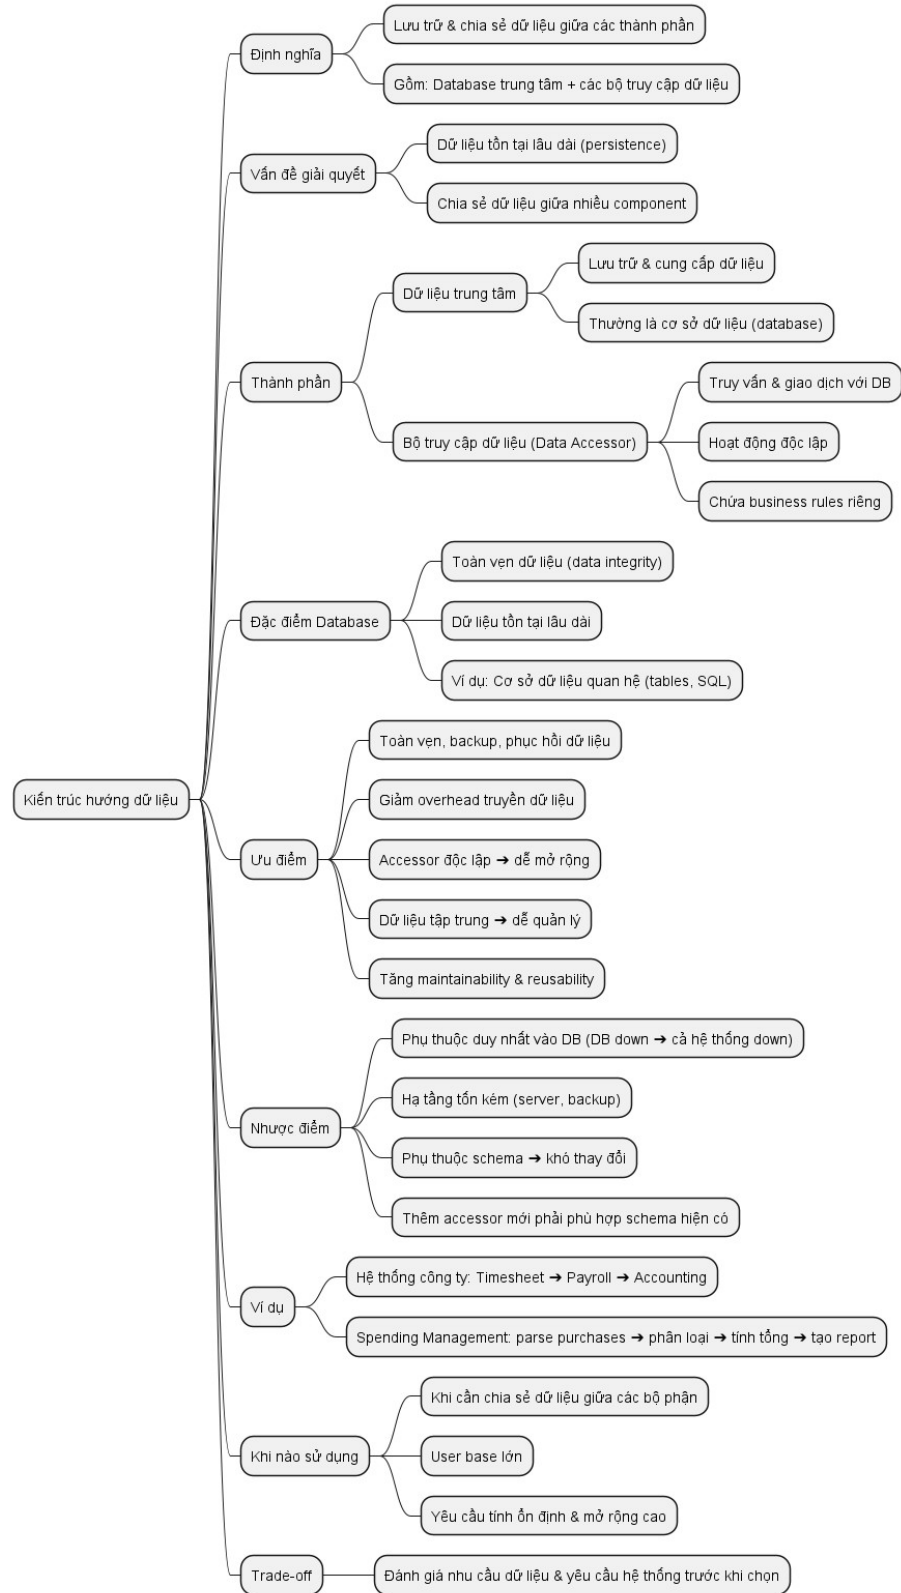 Lưu trữ & chia sẻ dữ liệu giữa các thành phần
Định nghĩa
Gồm: Database trung tâm + các bộ truy cập dữ liệu
Dữ liệu tồn tại lâu dài (persistence)
Vấn đề giải quyết
Chia sẻ dữ liệu giữa nhiều component
Lưu trữ & cung cấp dữ liệu
Dữ liệu trung tâm
Thường là cơ sở dữ liệu (database)
Thành phần
Truy vấn & giao dịch với DB
Bộ truy cập dữ liệu (Data Accessor)
Hoạt động độc lập
Chứa business rules riêng
Toàn vẹn dữ liệu (data integrity)
Đặc điểm Database
Dữ liệu tồn tại lâu dài
Ví dụ: Cơ sở dữ liệu quan hệ (tables, SQL)
Kiến trúc hướng dữ liệu
Toàn vẹn, backup, phục hồi dữ liệu
Giảm overhead truyền dữ liệu
Ưu điểm
Accessor độc lập ➔ dễ mở rộng
Dữ liệu tập trung ➔ dễ quản lý
Tăng maintainability & reusability
Phụ thuộc duy nhất vào DB (DB down ➔ cả hệ thống down)
Hạ tầng tốn kém (server, backup)
Nhược điểm
Phụ thuộc schema ➔ khó thay đổi
Thêm accessor mới phải phù hợp schema hiện có
Hệ thống công ty: Timesheet ➔ Payroll ➔ Accounting
Ví dụ
Spending Management: parse purchases ➔ phân loại ➔ tính tổng ➔ tạo report
Khi cần chia sẻ dữ liệu giữa các bộ phận
Khi nào sử dụng
User base lớn
Yêu cầu tính ổn định & mở rộng cao
Trade-off
Đánh giá nhu cầu dữ liệu & yêu cầu hệ thống trước khi chọn